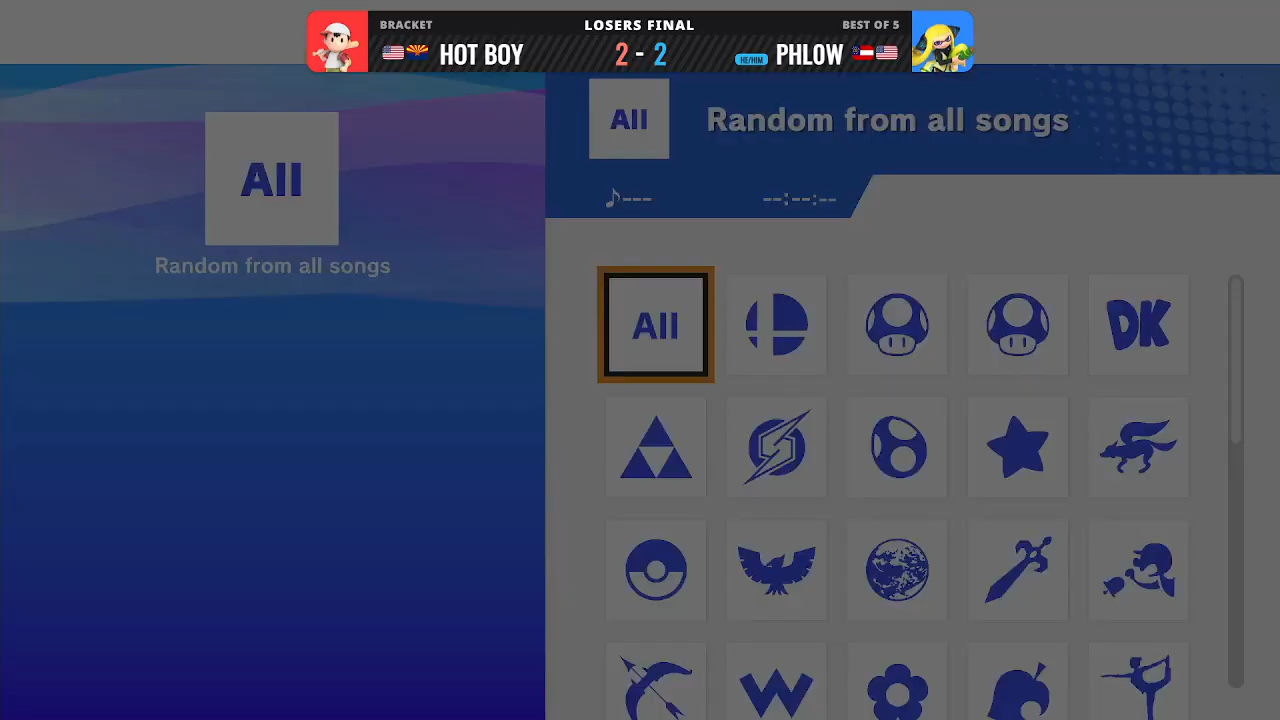 BRACKET
LOSERS FINAL
BEST OF 5
HOT BOY
2 - 2
HE/HIM
PHLOW
All
Random from all songs
All
Random from all songs
♪---
--:--:--
All
DK